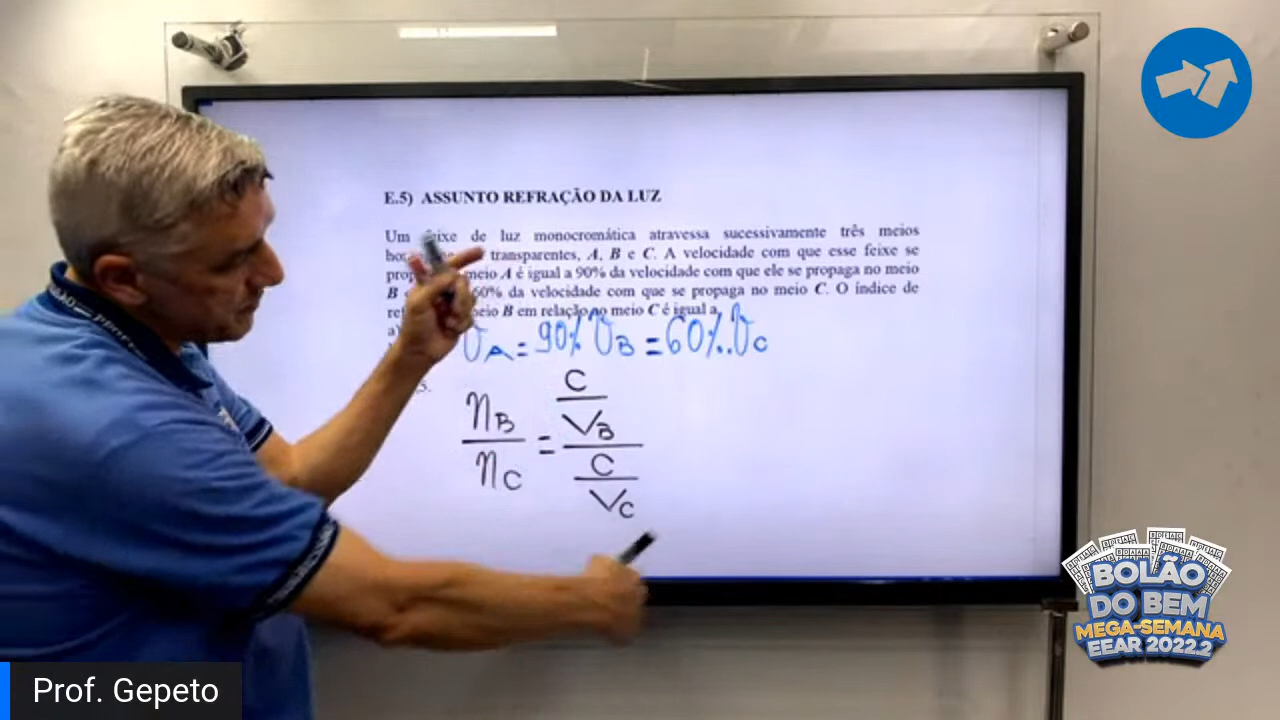 E.5) ASSUNTO REFRAÇÃO DA LUZ
Um feixe de luz monocromática atravessa sucessivamente três meios
transparentes, A, B e C. A velocidade com que esse feixe se
meio A é igual a 90% da velocidade com que ele se propaga no meio
B 60% da velocidade com que se propaga no meio C. O índice de
meio B em relação ao meio C é igual a
a)
V_A = 90% V_B = 60%. V_C
5.
n_B / n_C = (C / V_B) / (C / V_C)
BOLÃO
DO BEM
MEGA-SEMANA
EEAR 2022.2
Prof. Gepeto